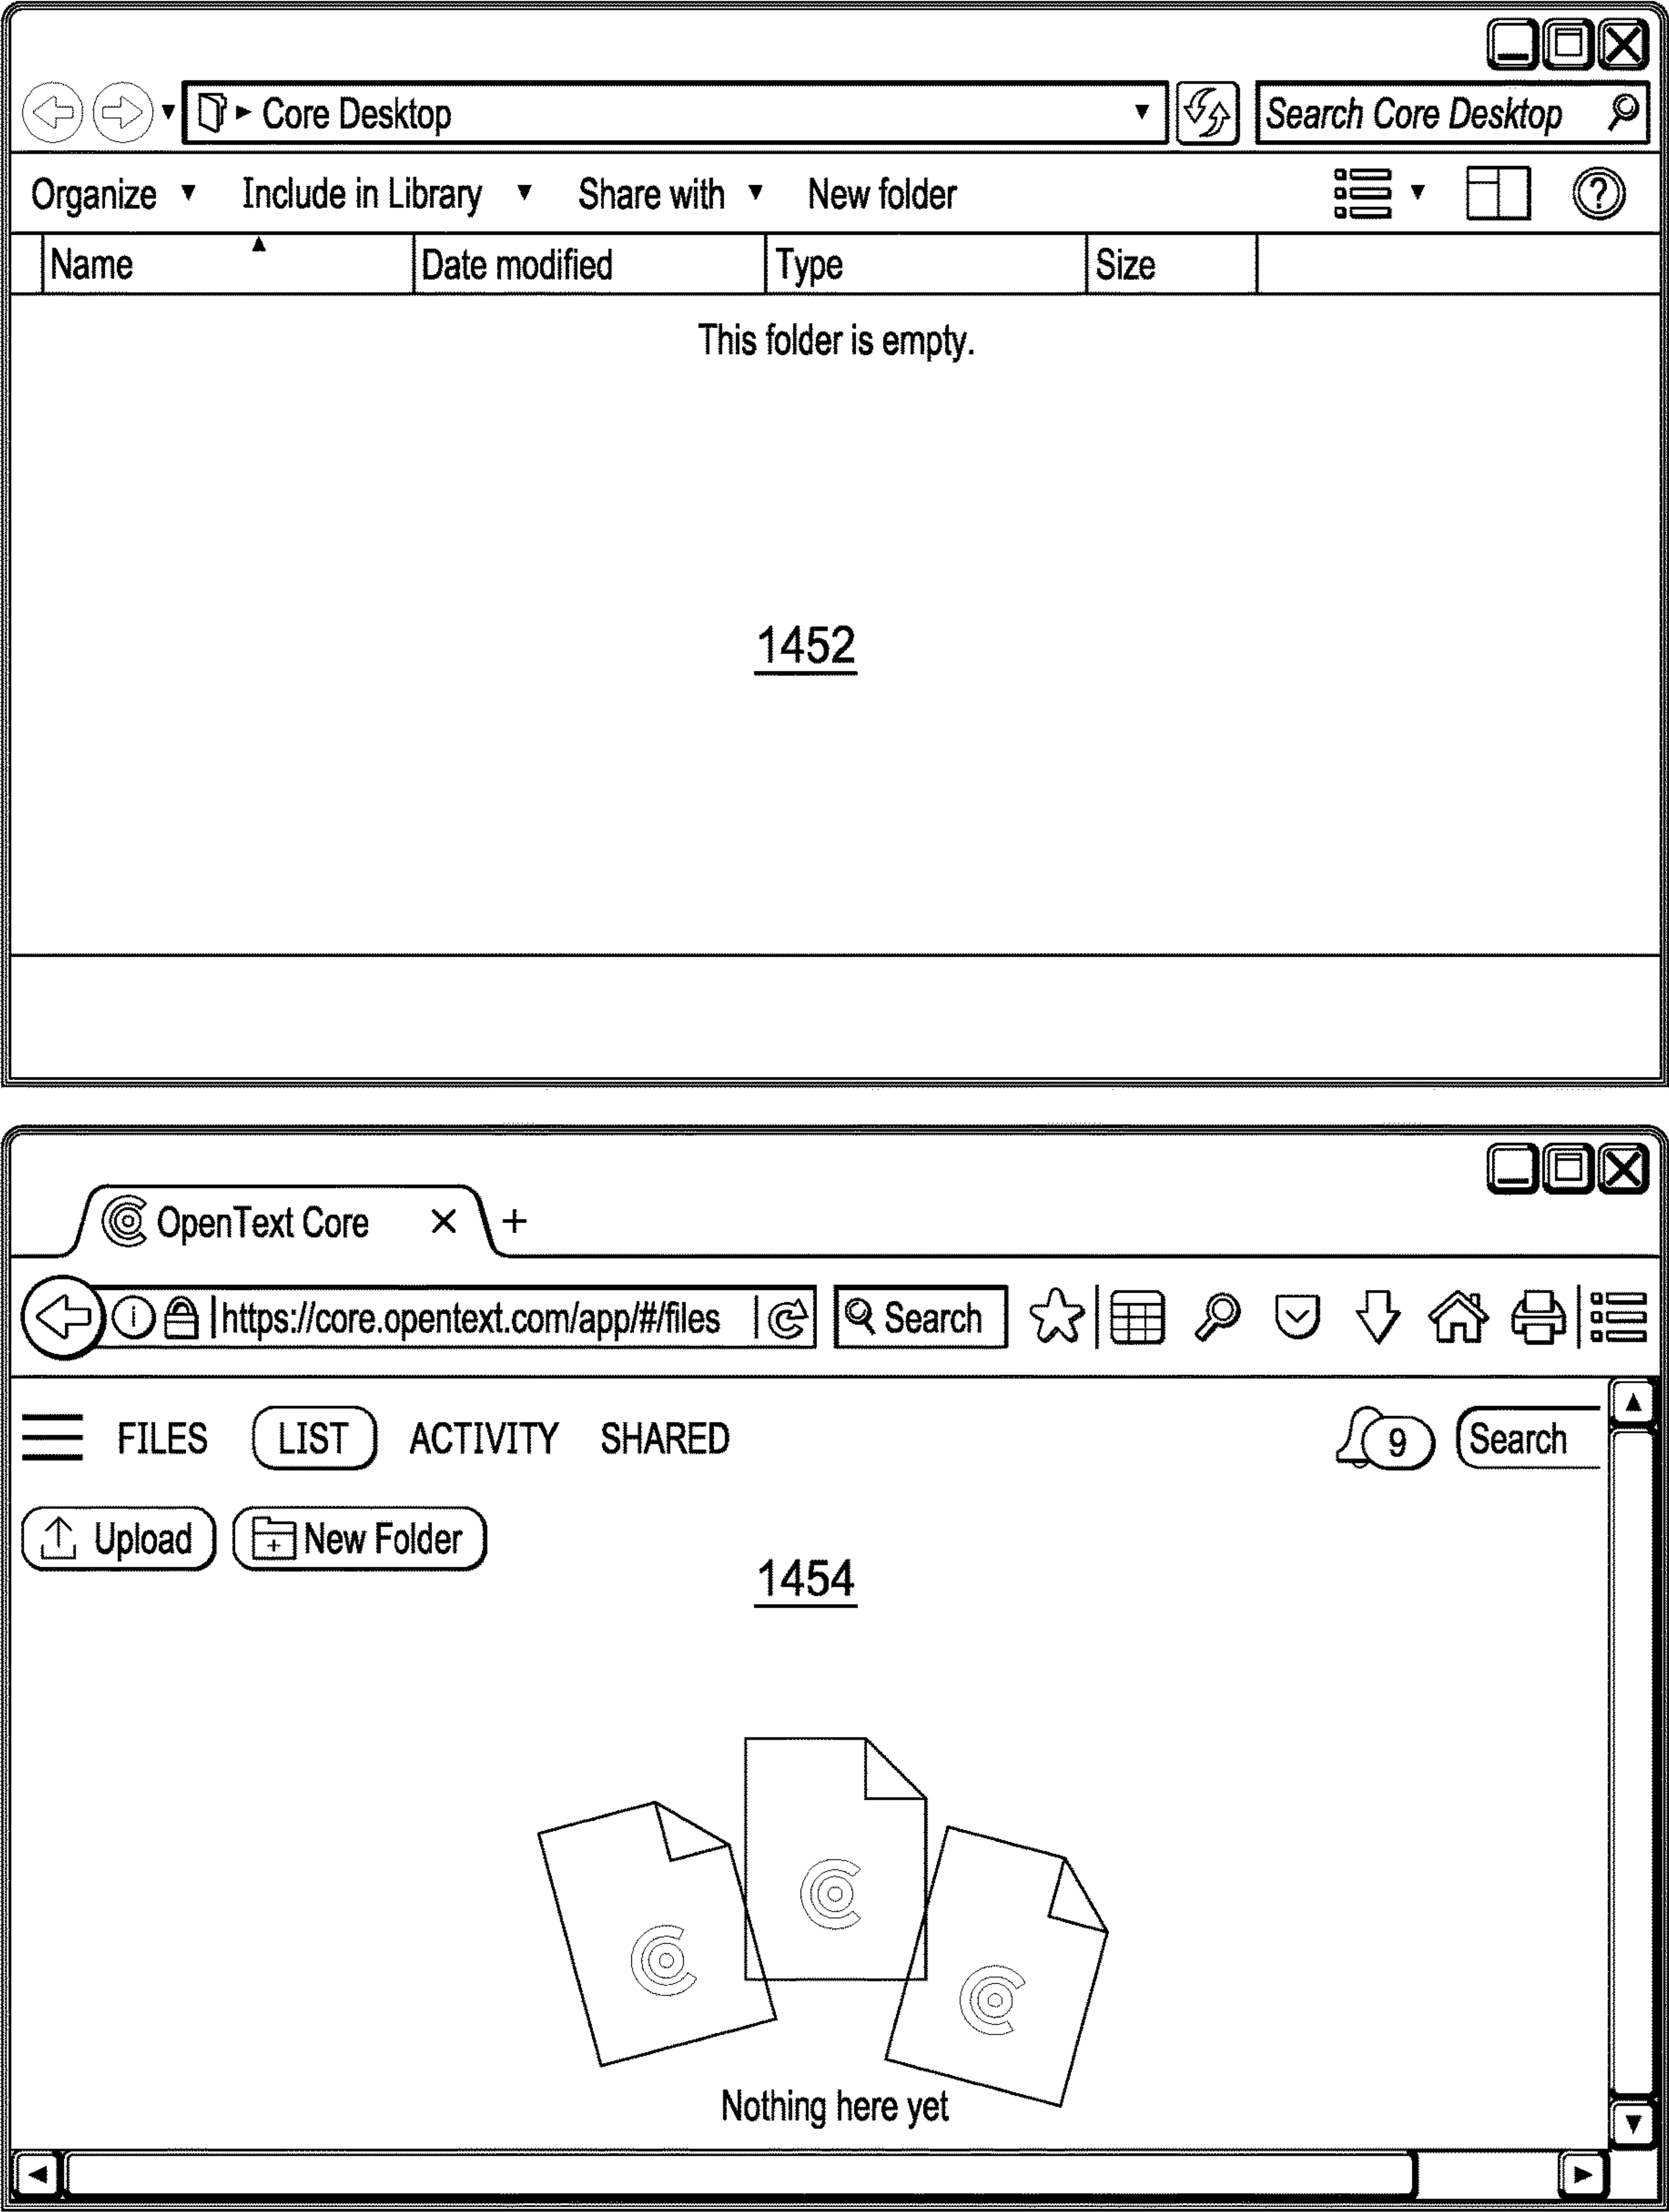 Core Desktop
Search Core Desktop
Organize Include in Library Share with New folder
Name Date modified Type Size
This folder is empty.
1452
OpenText Core
https://core.opentext.com/app/#/files Search
FILES LIST ACTIVITY SHARED 9 Search
Upload New Folder
1454
Nothing here yet